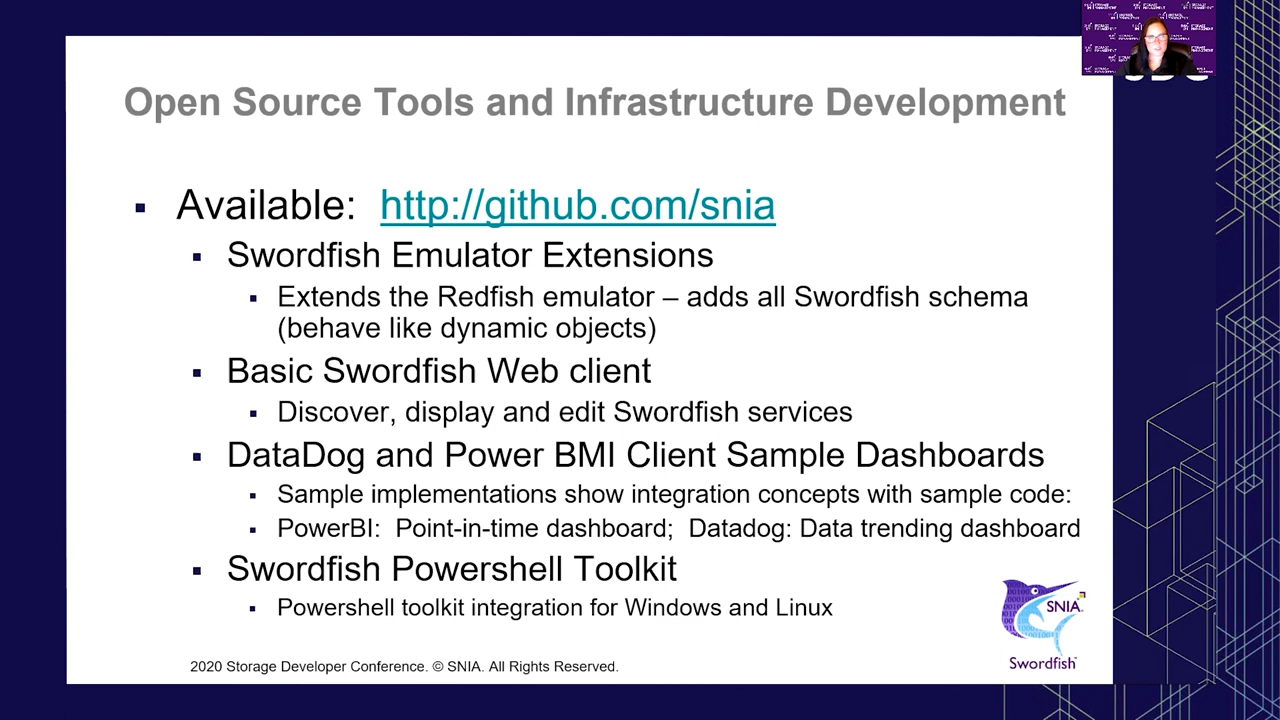 Open Source Tools and Infrastructure Development
Available: http://github.com/snia
Swordfish Emulator Extensions
Extends the Redfish emulator – adds all Swordfish schema
(behave like dynamic objects)
Basic Swordfish Web client
Discover, display and edit Swordfish services
DataDog and Power BMI Client Sample Dashboards
Sample implementations show integration concepts with sample code:
PowerBI: Point-in-time dashboard; Datadog: Data trending dashboard
Swordfish Powershell Toolkit
Powershell toolkit integration for Windows and Linux
SNIA
Swordfish
2020 Storage Developer Conference. © SNIA. All Rights Reserved.